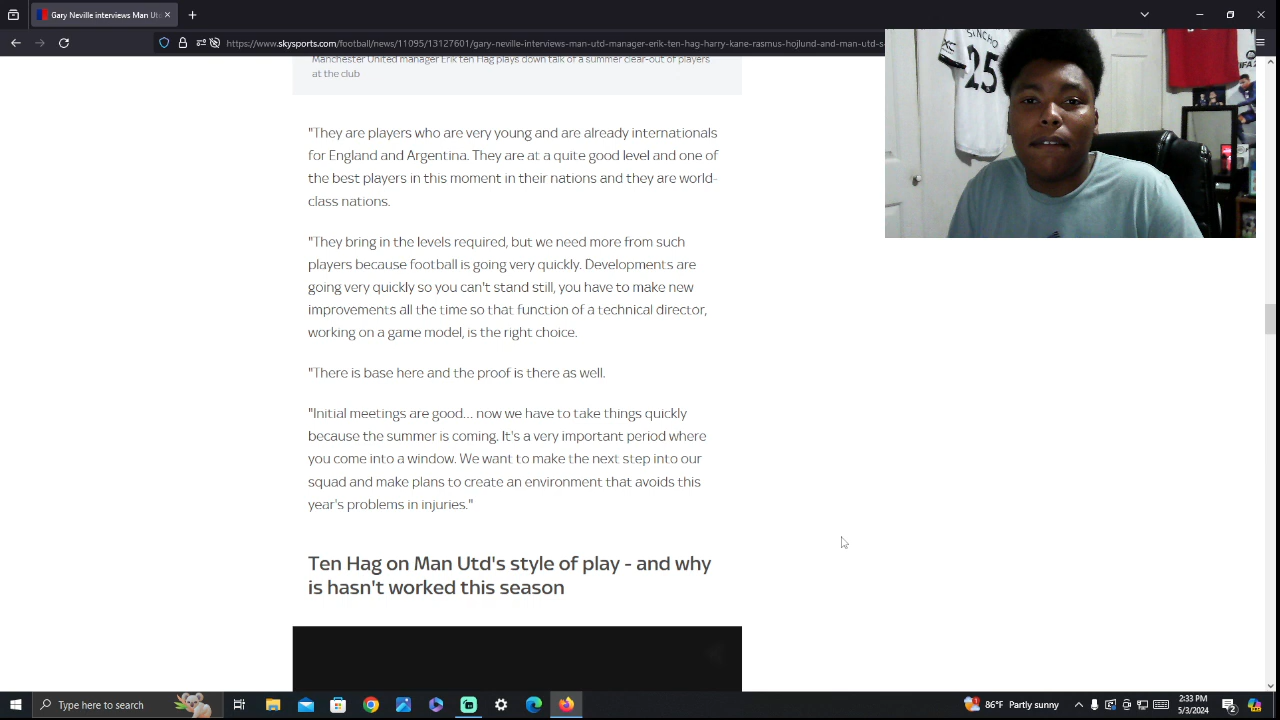 Gary Neville interviews Man Utd
https://www.skysports.com/football/news/11095/13127601/gary-neville-interviews-man-utd-manager-erik-ten-hag-harry-kane-rasmus-hojlund-and-man-utd-s
SANCHO
25
FIFA 2
Manchester United manager Erik ten Hag plays down talk of a summer clear-out of players
at the club
"They are players who are very young and are already internationals
for England and Argentina. They are at a quite good level and one of
the best players in this moment in their nations and they are world-
class nations.
"They bring in the levels required, but we need more from such
players because football is going very quickly. Developments are
going very quickly so you can't stand still, you have to make new
improvements all the time so that function of a technical director,
working on a game model, is the right choice.
"There is base here and the proof is there as well.
"Initial meetings are good... now we have to take things quickly
because the summer is coming. It's a very important period where
you come into a window. We want to make the next step into our
squad and make plans to create an environment that avoids this
year's problems in injuries."
Ten Hag on Man Utd's style of play - and why
is hasn't worked this season
Type here to search
86°F Partly sunny
2:33 PM
5/3/2024
2